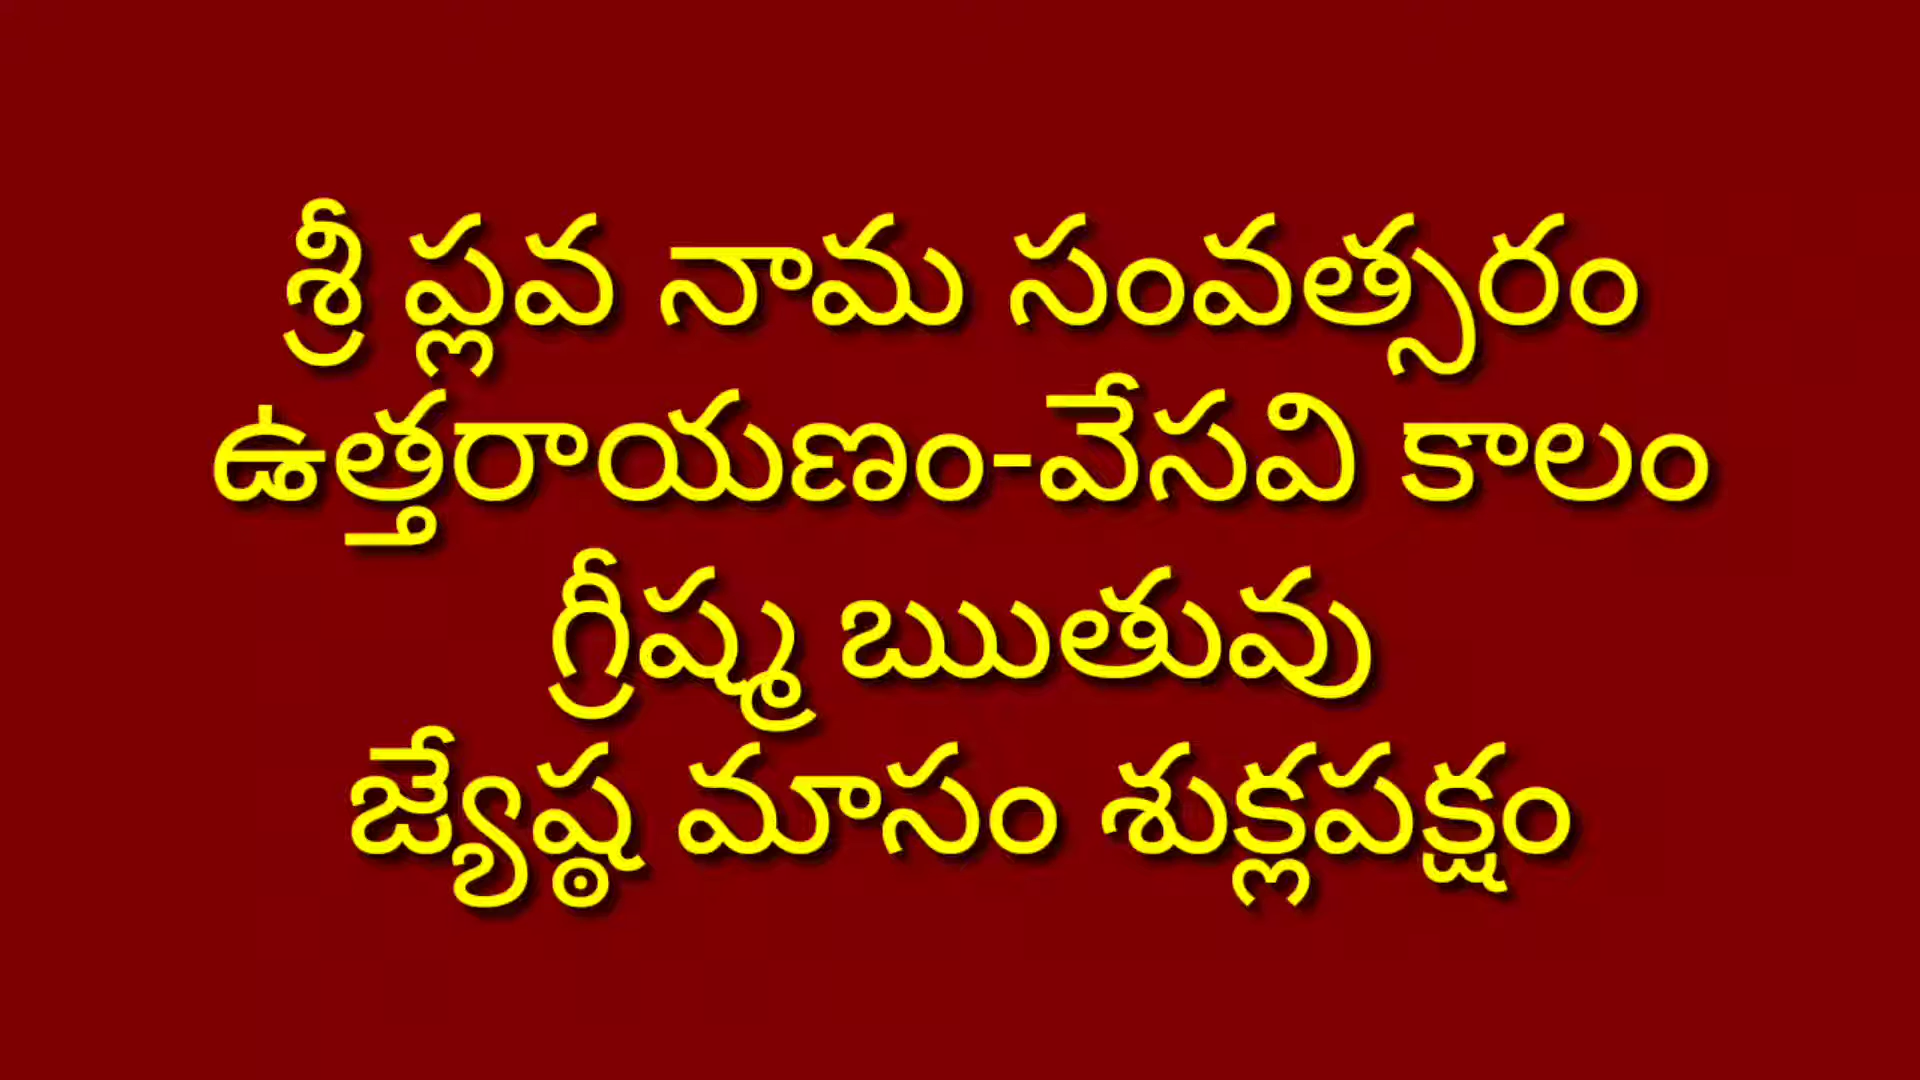 శ్రీ ప్లవ నామ సంవత్సరం
ఉత్తరాయణం-వేసవి కాలం
గ్రీష్మ ఋతువు
జ్యేష్ఠ మాసం శుక్లపక్షం